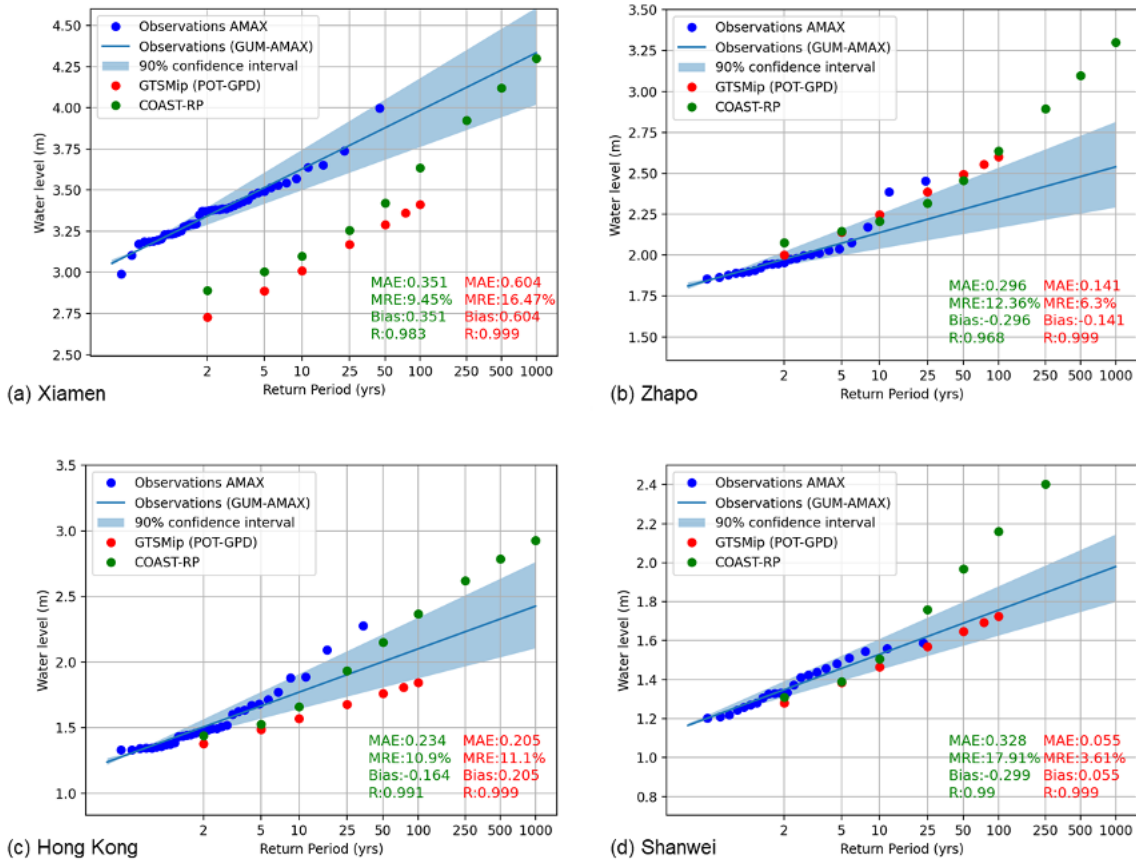 4.50
4.25
4.00
3.75
3.50
3.25
3.00
2.75
2.50
Water level (m)
Observations AMAX
Observations (GUM-AMAX)
90% confidence interval
GTSMip (POT-GPD)
COAST-RP
MAE:0.351 MAE:0.604
MRE:9.45% MRE:16.47%
Bias:0.351 Bias:0.604
R:0.983 R:0.999
2 5 10 25 50 100 250 500 1000
Return Period (yrs)
(a) Xiamen
3.50
3.25
3.00
2.75
2.50
2.25
2.00
1.75
1.50
Water level (m)
Observations AMAX
Observations (GUM-AMAX)
90% confidence interval
GTSMip (POT-GPD)
COAST-RP
MAE:0.296 MAE:0.141
MRE:12.36% MRE:6.3%
Bias:-0.296 Bias:-0.141
R:0.968 R:0.999
2 5 10 25 50 100 250 500 1000
Return Period (yrs)
(b) Zhapo
3.5
3.0
2.5
2.0
1.5
1.0
Water level (m)
Observations AMAX
Observations (GUM-AMAX)
90% confidence interval
GTSMip (POT-GPD)
COAST-RP
MAE:0.234 MAE:0.205
MRE:10.9% MRE:11.1%
Bias:-0.164 Bias:0.205
R:0.991 R:0.999
2 5 10 25 50 100 250 500 1000
Return Period (yrs)
(c) Hong Kong
2.4
2.2
2.0
1.8
1.6
1.4
1.2
1.0
0.8
Water level (m)
Observations AMAX
Observations (GUM-AMAX)
90% confidence interval
GTSMip (POT-GPD)
COAST-RP
MAE:0.328 MAE:0.055
MRE:17.91% MRE:3.61%
Bias:-0.299 Bias:0.055
R:0.99 R:0.999
2 5 10 25 50 100 250 500 1000
Return Period (yrs)
(d) Shanwei